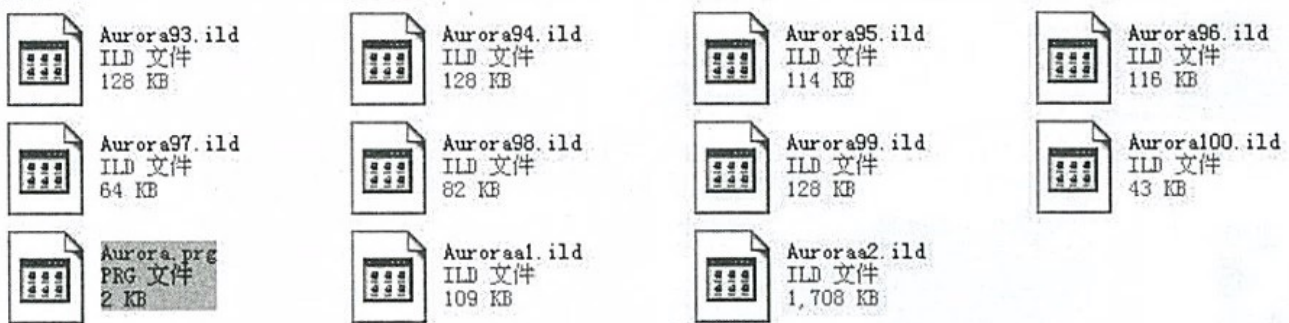 Aurora93.ild
ILD 文件
128 KB
Aurora94.ild
ILD 文件
128 KB
Aurora95.ild
ILD 文件
114 KB
Aurora96.ild
ILD 文件
116 KB
Aurora97.ild
ILD 文件
64 KB
Aurora98.ild
ILD 文件
82 KB
Aurora99.ild
ILD 文件
128 KB
Aurora100.ild
ILD 文件
43 KB
Aurora.prg
PRG 文件
2 KB
Auroraa1.ild
ILD 文件
109 KB
Auroraa2.ild
ILD 文件
1,708 KB